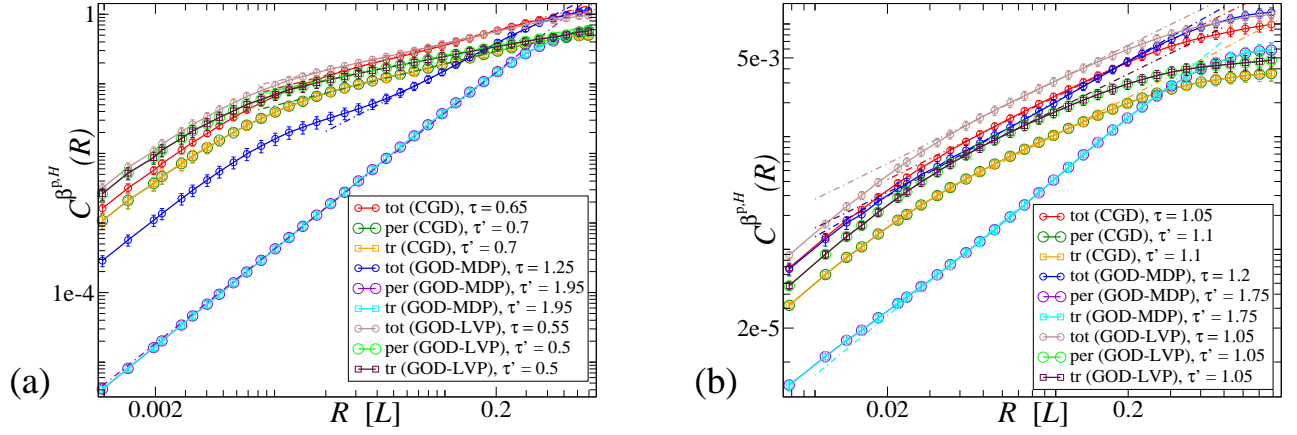 1
C^{β^{p,H}}(R)
1e-4
tot (CGD), τ = 0.65
per (CGD), τ' = 0.7
tr (CGD), τ' = 0.7
tot (GOD-MDP), τ = 1.25
per (GOD-MDP), τ' = 1.95
tr (GOD-MDP), τ' = 1.95
tot (GOD-LVP), τ = 0.55
per (GOD-LVP), τ' = 0.5
tr (GOD-LVP), τ' = 0.5
(a)
0.002
0.2
R [L]
5e-3
C^{β^{p,H}}(R)
2e-5
tot (CGD), τ = 1.05
per (CGD), τ' = 1.1
tr (CGD), τ' = 1.1
tot (GOD-MDP), τ = 1.2
per (GOD-MDP), τ' = 1.75
tr (GOD-MDP), τ' = 1.75
tot (GOD-LVP), τ = 1.05
per (GOD-LVP), τ' = 1.05
tr (GOD-LVP), τ' = 1.05
(b)
0.02
0.2
R [L]